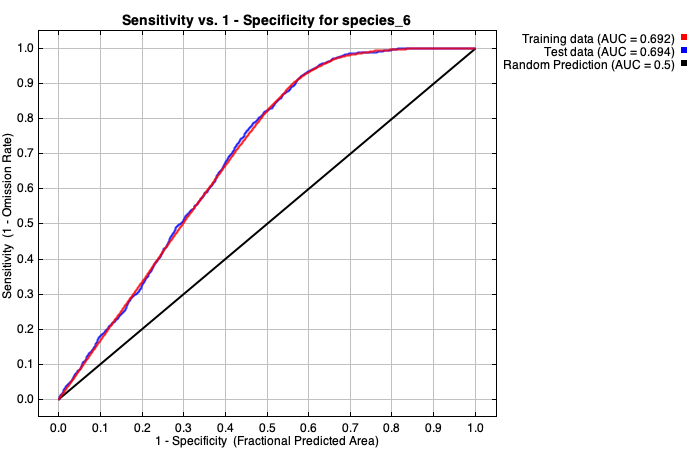 Sensitivity vs. 1 - Specificity for species_6
Training data (AUC = 0.692)
Test data (AUC = 0.694)
Random Prediction (AUC = 0.5)
Sensitivity (1 - Omission Rate)
1.0
0.9
0.8
0.7
0.6
0.5
0.4
0.3
0.2
0.1
0.0
0.0 0.1 0.2 0.3 0.4 0.5 0.6 0.7 0.8 0.9 1.0
1 - Specificity (Fractional Predicted Area)